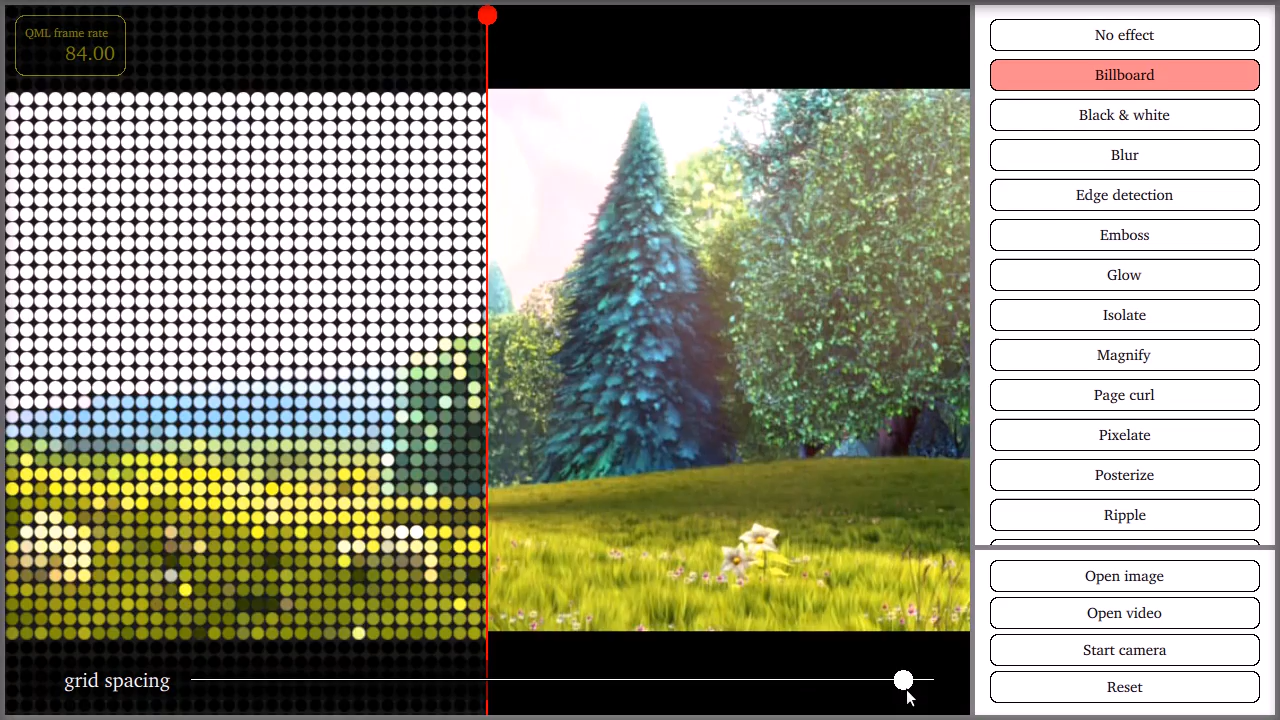 QML frame rate
84.00
grid spacing
No effect
Billboard
Black & white
Blur
Edge detection
Emboss
Glow
Isolate
Magnify
Page curl
Pixelate
Posterize
Ripple
Open image
Open video
Start camera
Reset